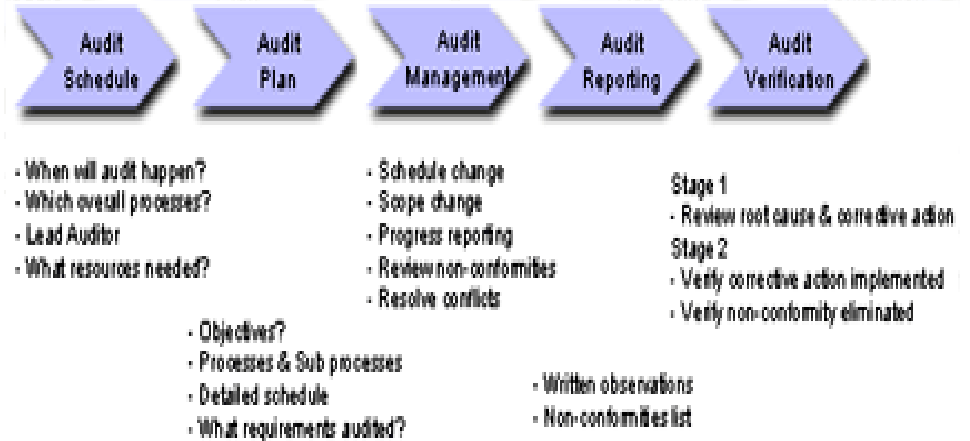 Audit
Schedule
Audit
Plan
Audit
Management
Audit
Reporting
Audit
Verification
- When will audit happen?
- Which overall processes?
- Lead Auditor
- What resources needed?
- Objectives?
- Processes & Sub processes
- Detailed schedule
- What requirements audited?
- Schedule change
- Scope change
- Progress reporting
- Review non-conformities
- Resolve conflicts
- Written observations
- Non-conformities list
Stage 1
- Review root cause & corrective action
Stage 2
- Verify corrective action implemented
- Verify non-conformity eliminated